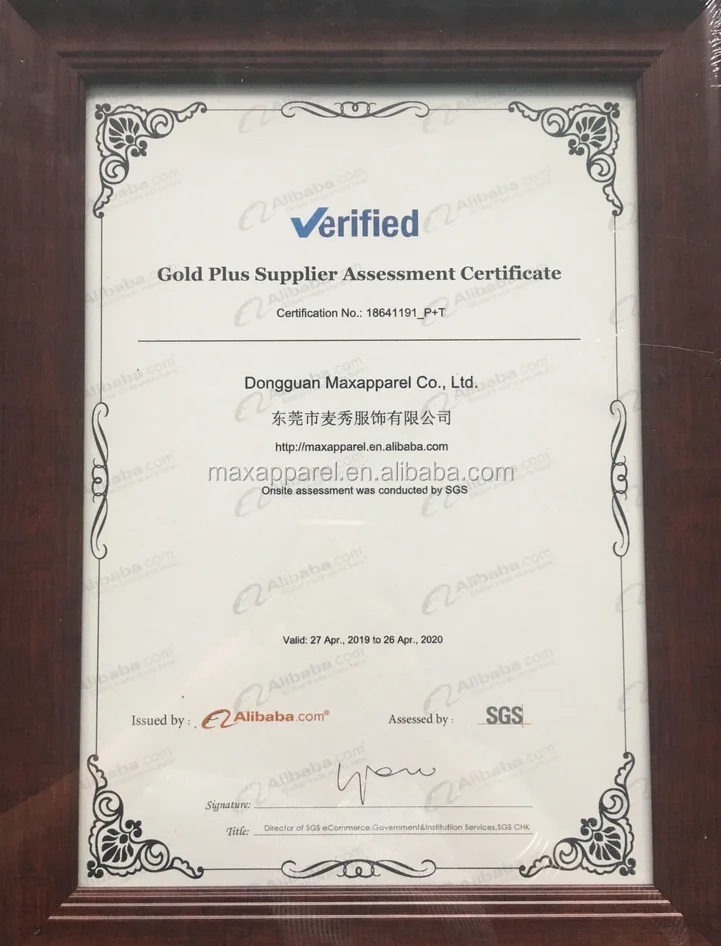 Verified
Gold Plus Supplier Assessment Certificate
Certification No.: 18641191_P+T
Dongguan Maxapparel Co., Ltd.
东莞市麦秀服饰有限公司
http://maxapparel.en.alibaba.com
maxapparel.en.alibaba.com
Onsite assessment was conducted by SGS
Valid: 27 Apr., 2019 to 26 Apr., 2020
Issued by : Alibaba.com® Assessed by : SGS
Signature:
Title: Director of SGS eCommerce,Government&Institutiion Services,SGS CHK